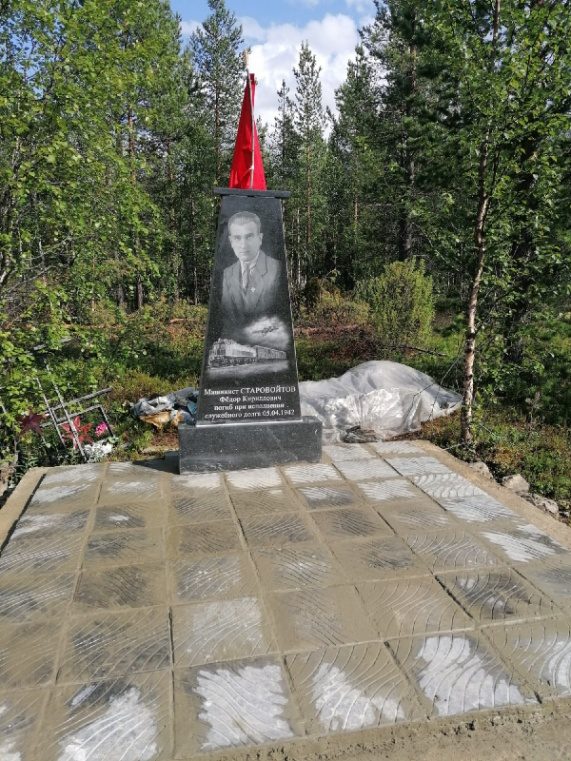 Машинист СТАРОВОЙТОВ
Фёдор Кириллович
погиб при исполнении
служебного долга 05.04.1942